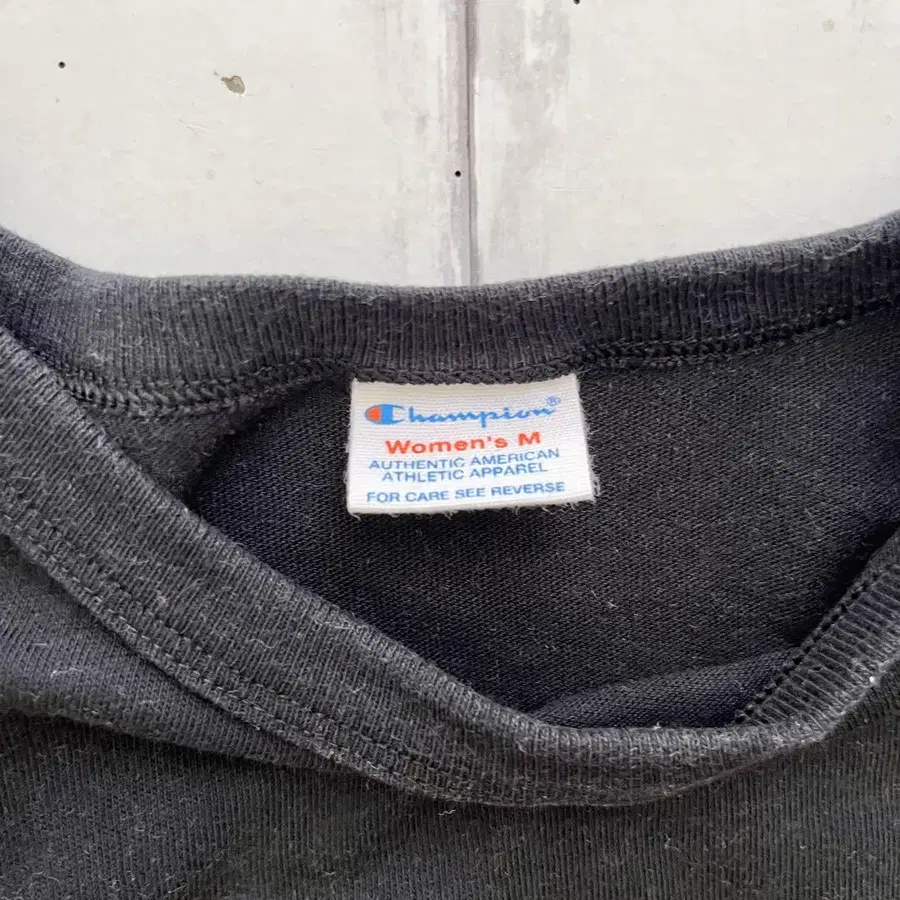 Champion®
Women's M
AUTHENTIC AMERICAN
ATHLETIC APPAREL
FOR CARE SEE REVERSE